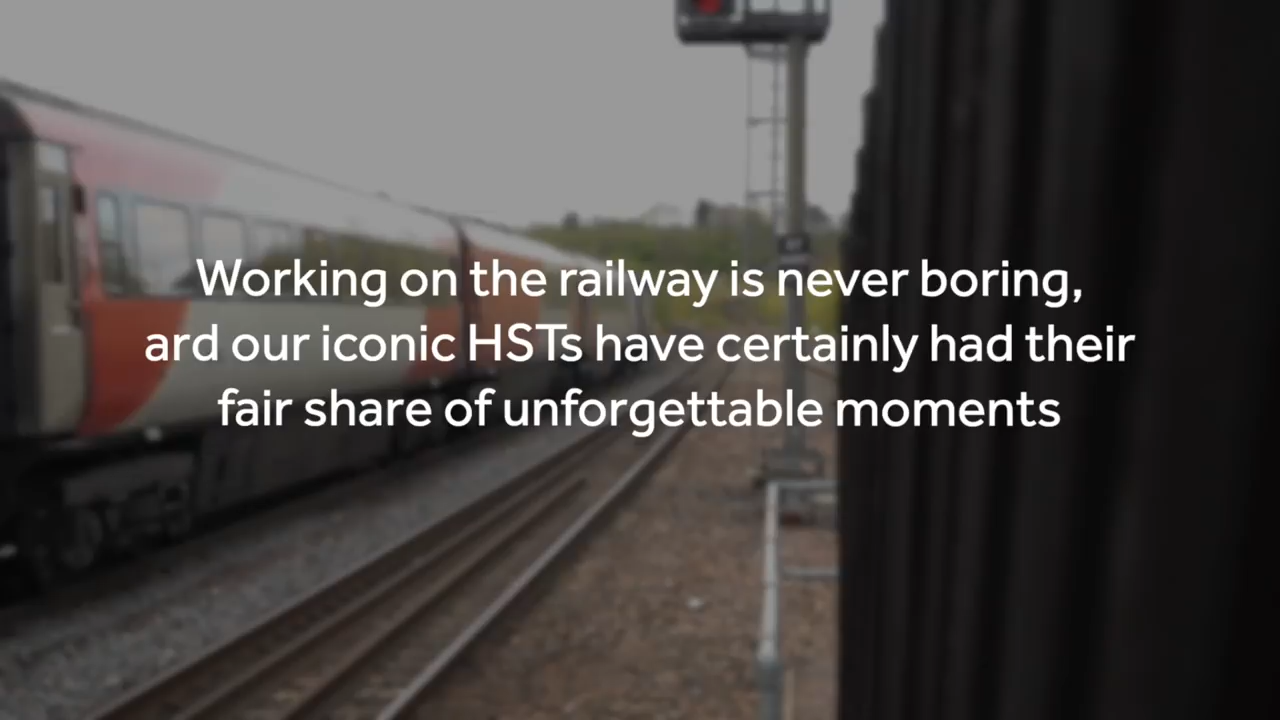 Working on the railway is never boring,
ard our iconic HSTs have certainly had their
fair share of unforgettable moments